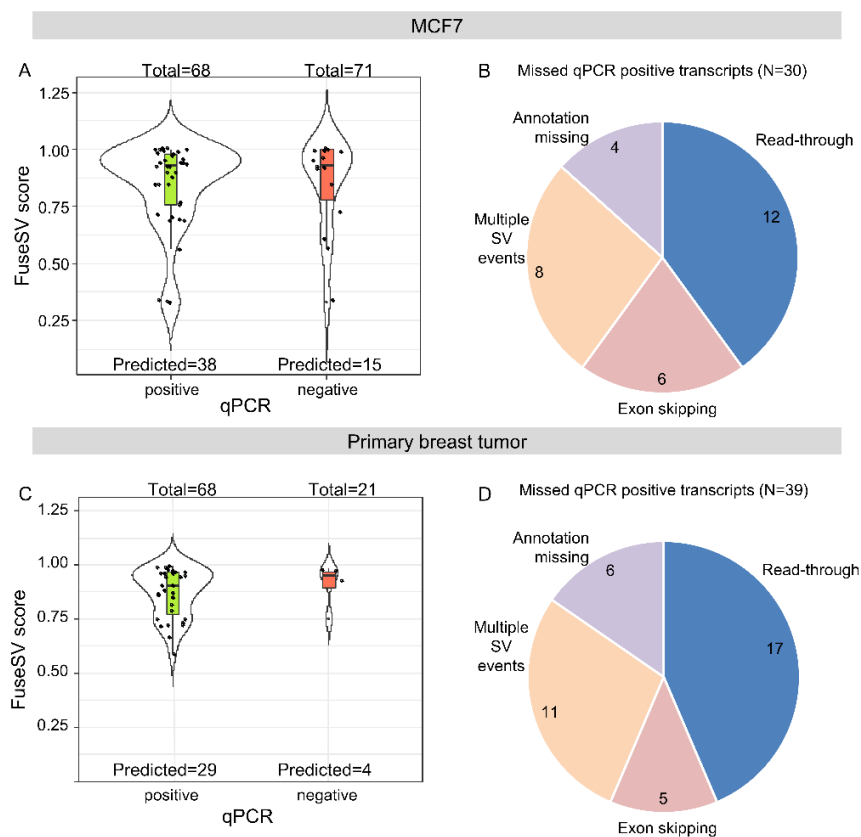 MCF7
A
Total=68
Total=71
1.25
1.00
0.75
0.50
0.25
FuseSV score
Predicted=38
Predicted=15
positive
negative
qPCR
B
Missed qPCR positive transcripts (N=30)
Annotation
missing
4
Read-through
12
Multiple
SV
events
8
6
Exon skipping
Primary breast tumor
C
Total=68
Total=21
1.25
1.00
0.75
0.50
0.25
FuseSV score
Predicted=29
Predicted=4
positive
negative
qPCR
D
Missed qPCR positive transcripts (N=39)
Annotation
missing
6
Read-through
17
Multiple
SV
events
11
5
Exon skipping